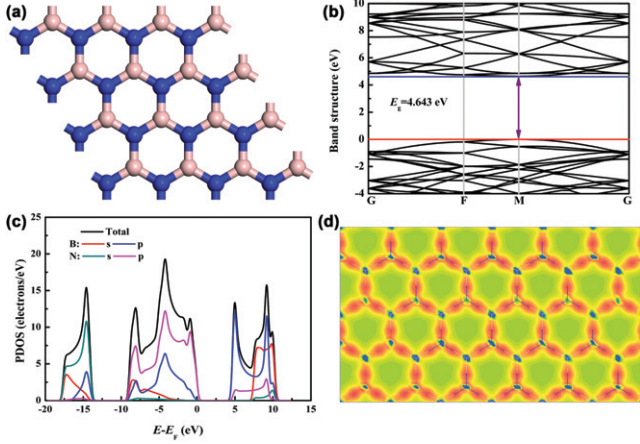 (a)
(b)
Band structure (eV)
10
8
6
4
2
0
-2
-4
E_g=4.643 eV
G
F
M
G
(c)
PDOS (electrons/eV)
25
20
15
10
5
0
Total
B: s p
N: s p
-20
-15
-10
-5
0
5
10
15
E-E_F (eV)
(d)